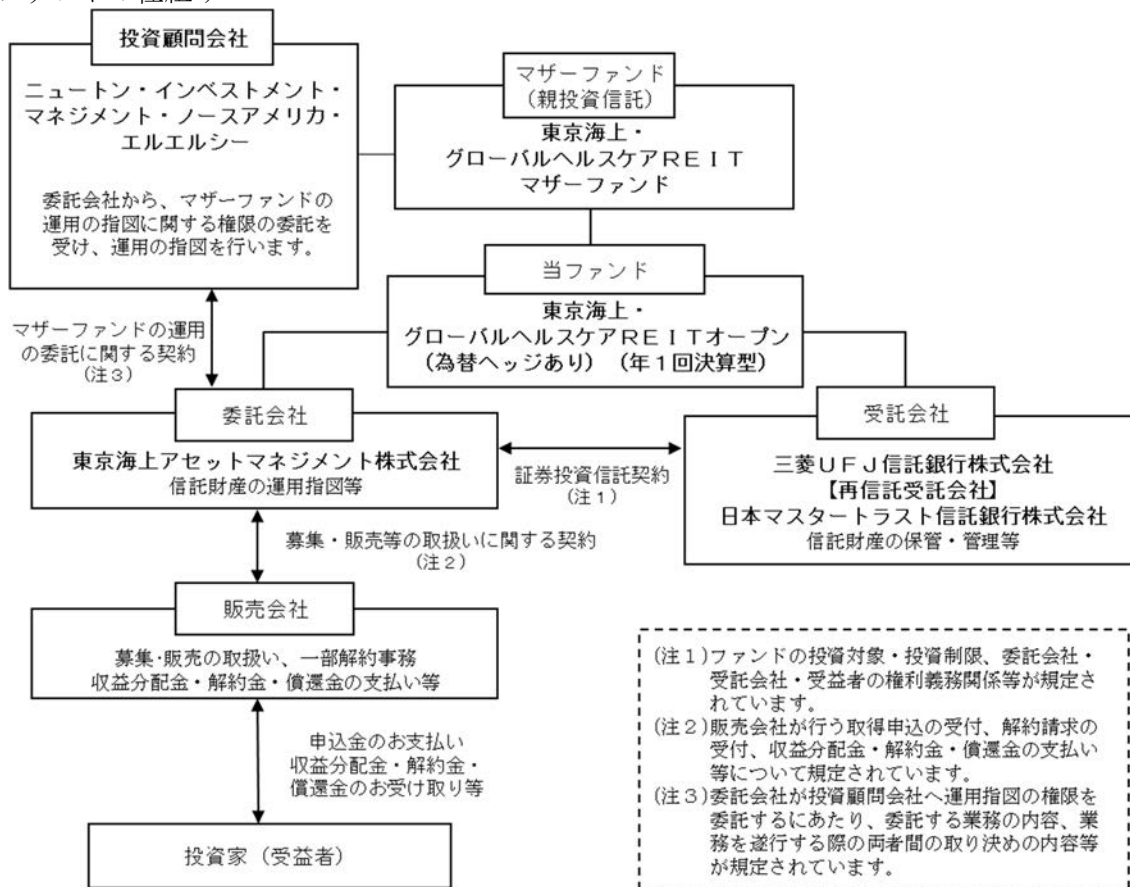 投資顧問会社
ニュートン・インベストメント・
マネジメント・ノースアメリカ・
エルエルシー
委託会社から、マザーファンドの
運用の指図に関する権限の委託を
受け、運用の指図を行います。
マザーファンド
（親投資信託）
東京海上・
グローバルヘルスケアＲＥＩＴ
マザーファンド
当ファンド
東京海上・
グローバルヘルスケアＲＥＩＴオープン
（為替ヘッジあり）（年１回決算型）
マザーファンドの運用
の委託に関する契約
（注３）
委託会社
東京海上アセットマネジメント株式会社
信託財産の運用指図等
証券投資信託契約
（注１）
受託会社
三菱ＵＦＪ信託銀行株式会社
【再信託受託会社】
日本マスタートラスト信託銀行株式会社
信託財産の保管・管理等
募集・販売等の取扱いに関する契約
（注２）
販売会社
募集・販売の取扱い、一部解約事務
収益分配金・解約金・償還金の支払い等
申込金のお支払い
収益分配金・解約金・
償還金のお受け取り等
投資家（受益者）
(注１)ファンドの投資対象・投資制限、委託会社・
受託会社・受益者の権利義務関係等が規定さ
れています。
(注２)販売会社が行う取得申込の受付、解約請求の
受付、収益分配金・解約金・償還金の支払い
等について規定されています。
(注３)委託会社が投資顧問会社へ運用指図の権限を
委託するにあたり、委託する業務の内容、業
務を遂行する際の両者間の取り決めの内容等
が規定されています。